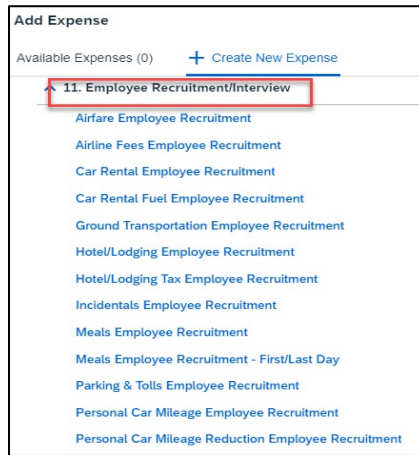 Add Expense
Available Expenses (0) + Create New Expense
11. Employee Recruitment/Interview
Airfare Employee Recruitment
Airline Fees Employee Recruitment
Car Rental Employee Recruitment
Car Rental Fuel Employee Recruitment
Ground Transportation Employee Recruitment
Hotel/Lodging Employee Recruitment
Hotel/Lodging Tax Employee Recruitment
Incidentals Employee Recruitment
Meals Employee Recruitment
Meals Employee Recruitment - First/Last Day
Parking & Tolls Employee Recruitment
Personal Car Mileage Employee Recruitment
Personal Car Mileage Reduction Employee Recruitment